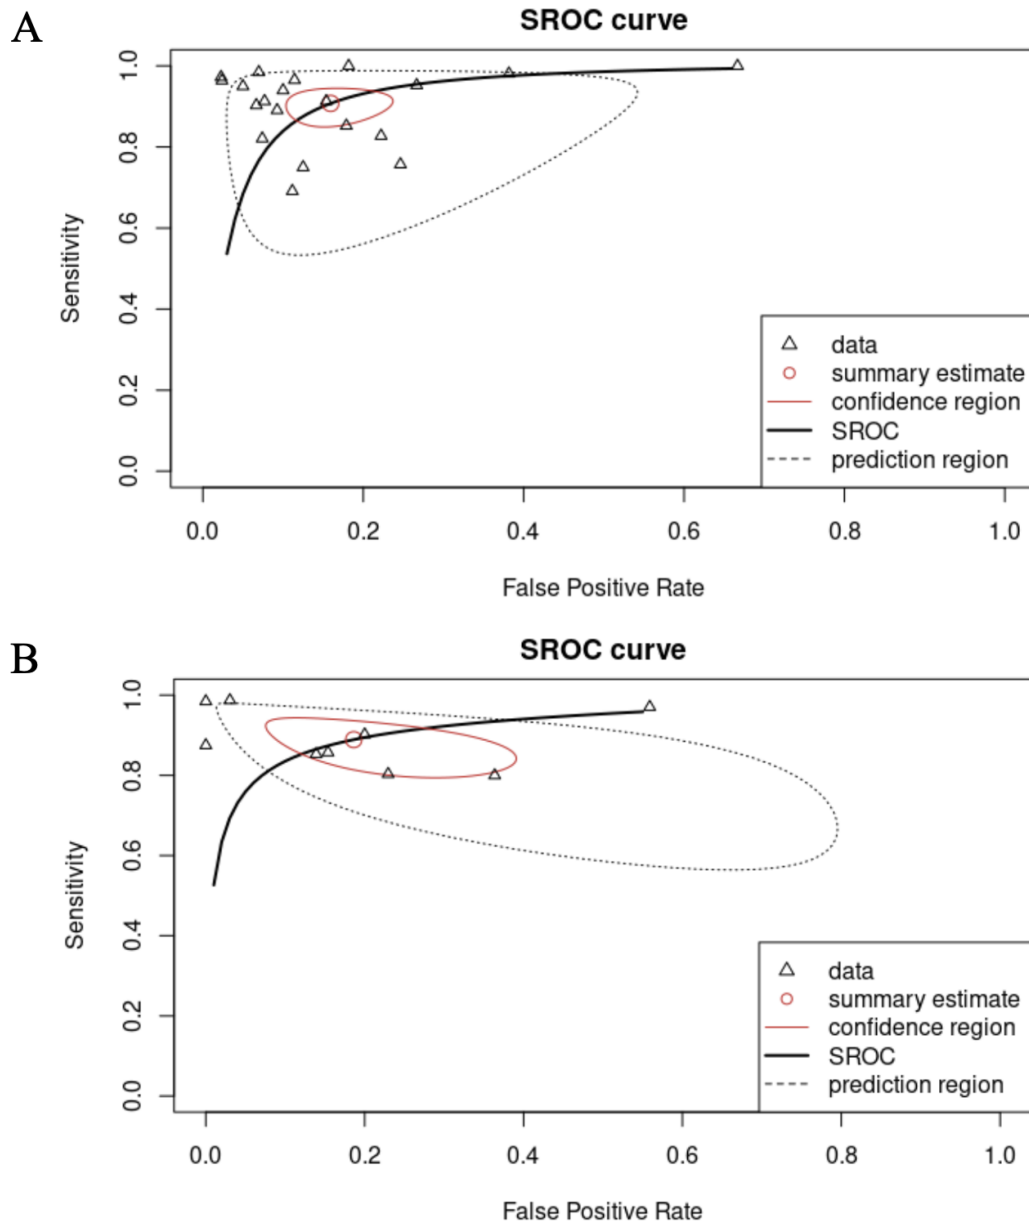 A
SROC curve
Sensitivity
1.0
0.8
0.6
0.4
0.2
0.0
data
summary estimate
confidence region
SROC
prediction region
0.0 0.2 0.4 0.6 0.8 1.0
False Positive Rate
B
SROC curve
Sensitivity
1.0
0.8
0.6
0.4
0.2
0.0
data
summary estimate
confidence region
SROC
prediction region
0.0 0.2 0.4 0.6 0.8 1.0
False Positive Rate